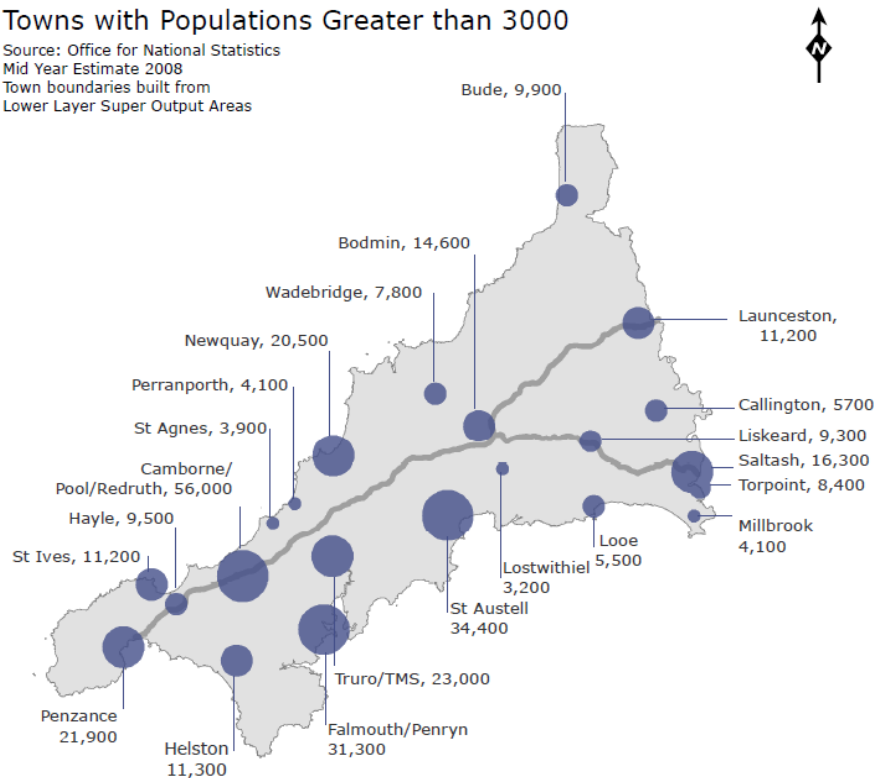 Towns with Populations Greater than 3000
Source: Office for National Statistics
Mid Year Estimate 2008
Town boundaries built from
Lower Layer Super Output Areas
N
Bude, 9,900
Bodmin, 14,600
Wadebridge, 7,800
Newquay, 20,500
Perranporth, 4,100
St Agnes, 3,900
Camborne/
Pool/Redruth, 56,000
Hayle, 9,500
St Ives, 11,200
Launceston,
11,200
Callington, 5700
Liskeard, 9,300
Saltash, 16,300
Torpoint, 8,400
Millbrook
4,100
Looe
5,500
Lostwithiel
3,200
St Austell
34,400
Truro/TMS, 23,000
Falmouth/Penryn
31,300
Penzance
21,900
Helston
11,300